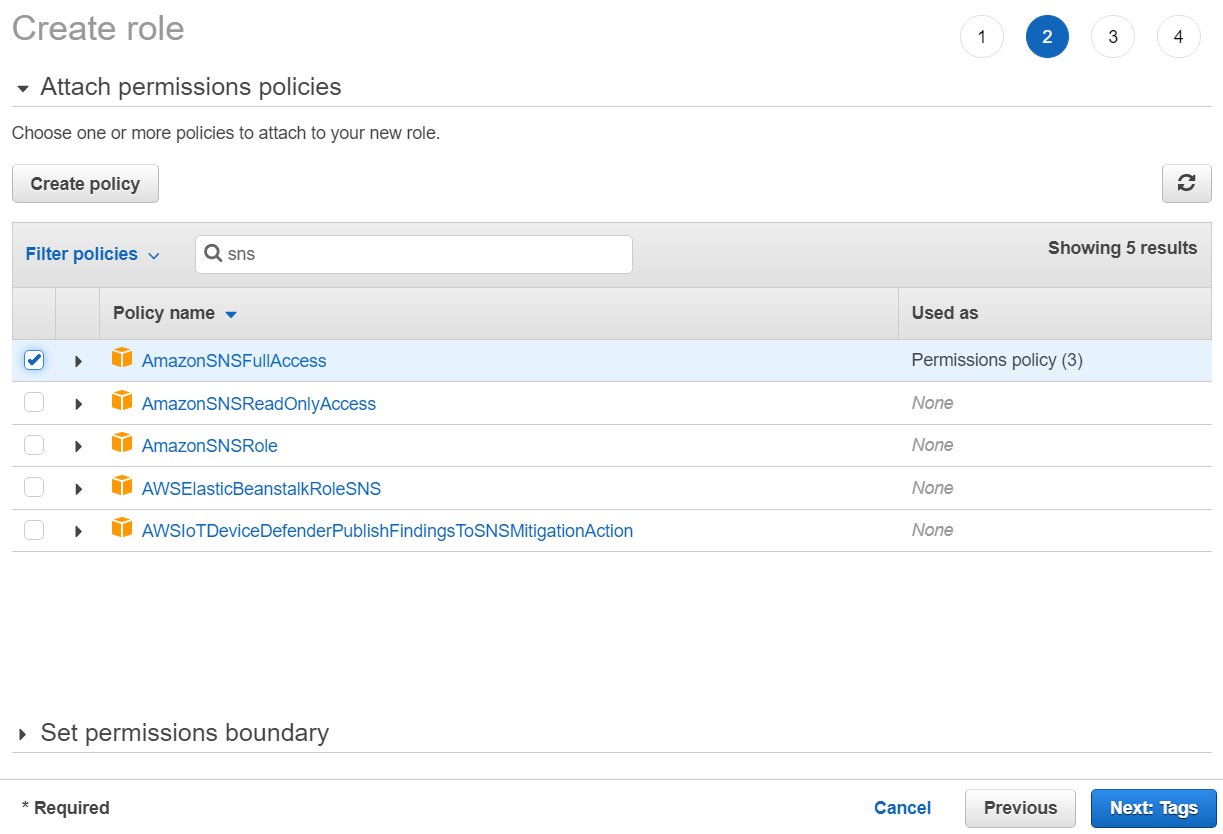 Create role
1 2 3 4
Attach permissions policies
Choose one or more policies to attach to your new role.
Create policy
Filter policies sns Showing 5 results
Policy name Used as
AmazonSNSFullAccess Permissions policy (3)
AmazonSNSReadOnlyAccess None
AmazonSNSRole None
AWSElasticBeanstalkRoleSNS None
AWSIoTDeviceDefenderPublishFindingsToSNSMitigationAction None
Set permissions boundary
* Required Cancel Previous Next: Tags